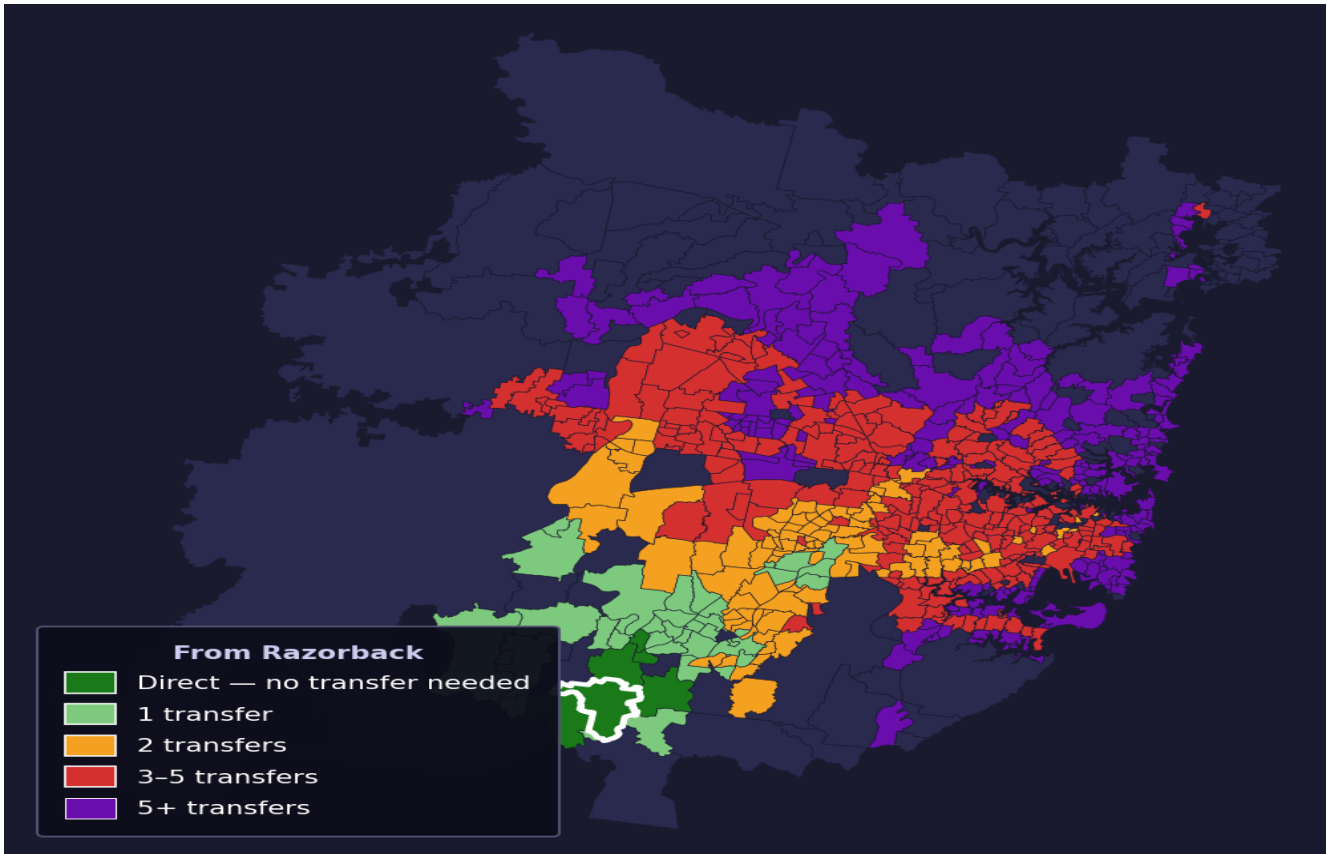 From Razorback
Direct — no transfer needed
1 transfer
2 transfers
3–5 transfers
5+ transfers